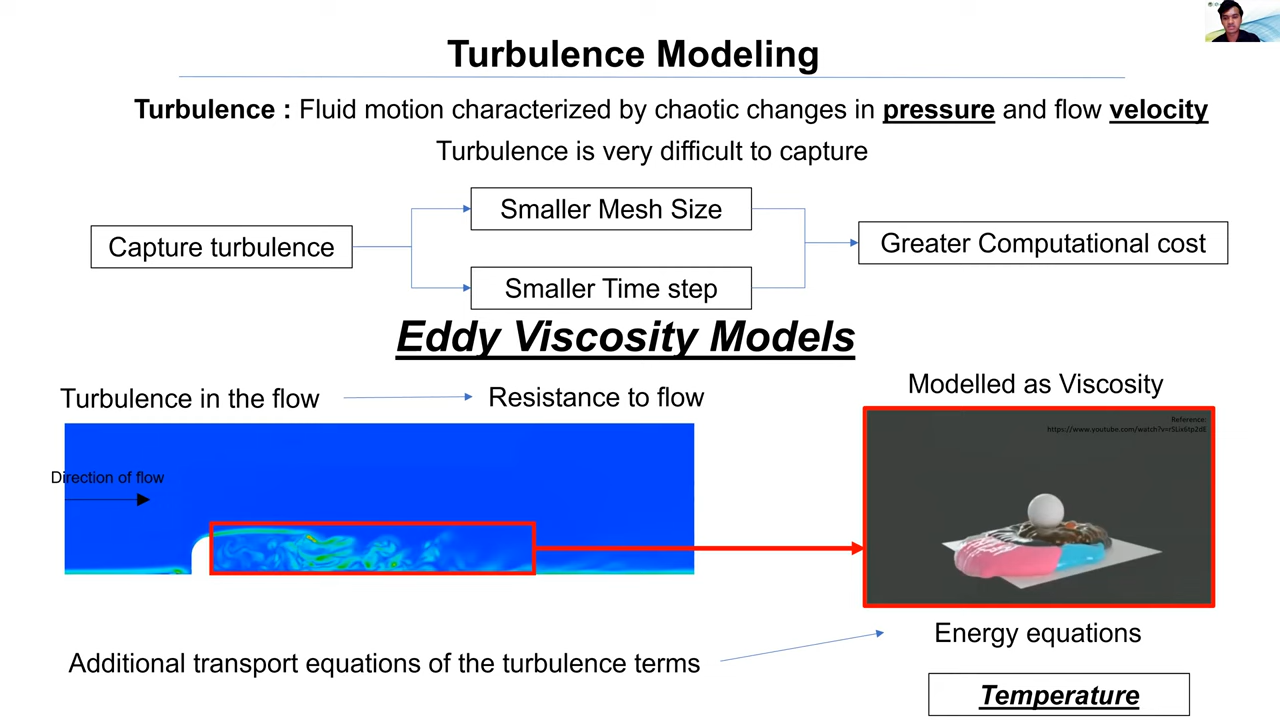 Turbulence Modeling
Turbulence : Fluid motion characterized by chaotic changes in pressure and flow velocity
Turbulence is very difficult to capture
Capture turbulence
Smaller Mesh Size
Smaller Time step
Greater Computational cost
Eddy Viscosity Models
Turbulence in the flow
Resistance to flow
Modelled as Viscosity
Direction of flow
Reference:
Additional transport equations of the turbulence terms
Energy equations
Temperature